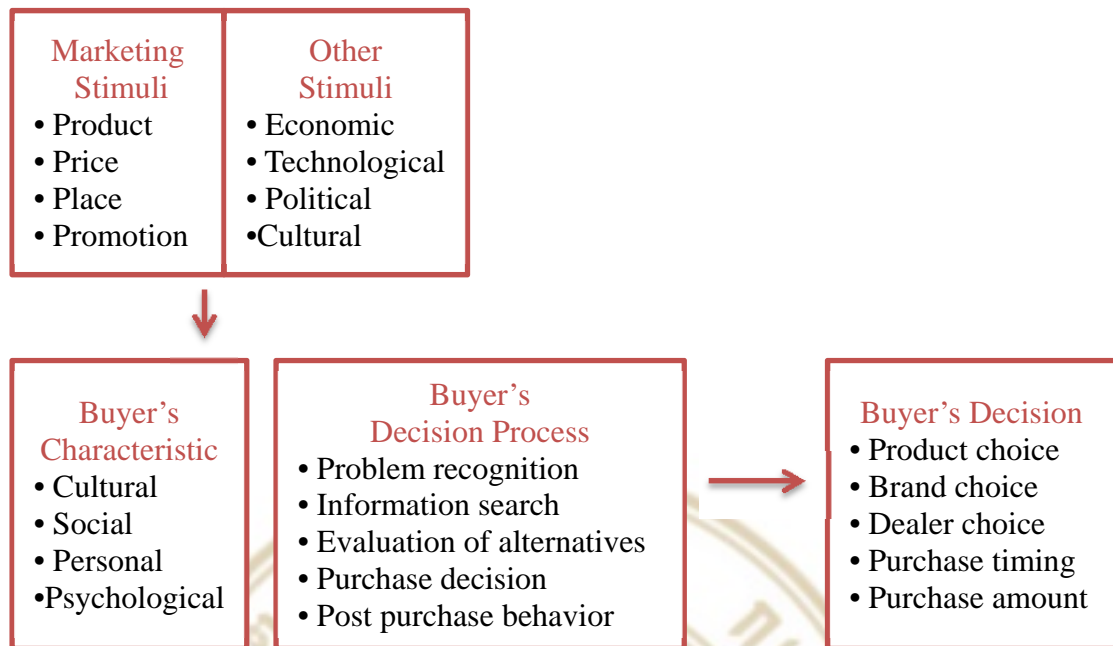 Marketing
Stimuli
• Product
• Price
• Place
• Promotion
Other
Stimuli
• Economic
• Technological
• Political
•Cultural
Buyer’s
Characteristic
• Cultural
• Social
• Personal
•Psychological
Buyer’s
Decision Process
• Problem recognition
• Information search
• Evaluation of alternatives
• Purchase decision
• Post purchase behavior
Buyer’s Decision
• Product choice
• Brand choice
• Dealer choice
• Purchase timing
• Purchase amount